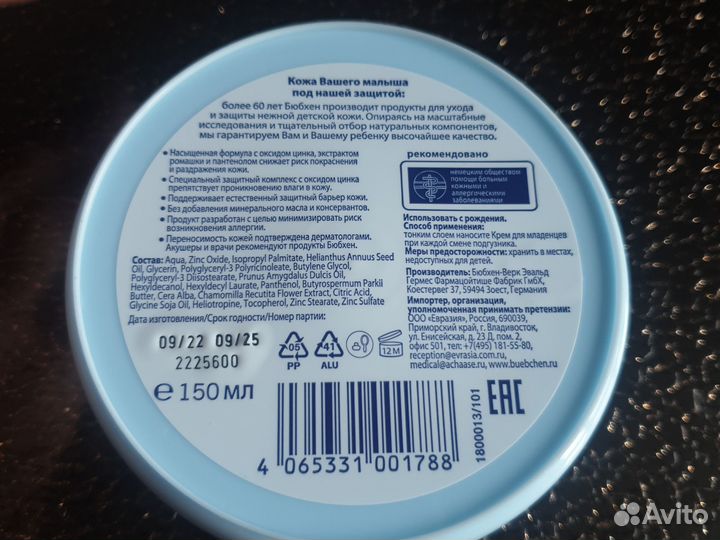 Кожа Вашего малыша
под нашей защитой:
более 60 лет Бюбхен производит продукты для ухода
и защиты нежной детской кожи. Опираясь на масштабные
исследования и тщательный отбор натуральных компонентов,
мы гарантируем Вам и Вашему ребенку высочайшее качество.
• Насыщенная формула с оксидом цинка, экстрактом
ромашки и пантенолом снижает риск покраснения
и раздражения кожи.
• Специальный защитный комплекс с оксидом цинка
препятствует проникновению влаги в кожу.
• Поддерживает естественный защитный барьер кожи.
• Без добавления минерального масла и консервантов.
• Продукт разработан с целью минимизировать риск
возникновения аллергии.
• Переносимость кожей подтверждена дерматологами.
Акушеры и врачи рекомендуют продукты Бюбхен.
Состав: Aqua, Zinc Oxide, Isopropyl Palmitate, Helianthus Annuus Seed
Oil, Glycerin, Polyglyceryl-3 Polyricinoleate, Butylene Glycol,
Polyglyceryl-3 Diisostearate, Prunus Amygdalus Dulcis Oil,
Hexyldecanol, Hexyldecyl Laurate, Panthenol, Butyrospermum Parkii
Butter, Cera Alba, Chamomilla Recutita Flower Extract, Citric Acid,
Glycine Soja Oil, Heliotropine, Tocopherol, Zinc Stearate, Zinc Sulfate
Дата изготовления/Срок годности/Номер партии:
09/22 09/25
2225600
05
PP
41
ALU
12 M
e 150 мл
рекомендовано
немецким обществом
помощи больным
кожными и
аллергическими
заболеваниями
Использовать с рождения.
Способ применения:
тонким слоем наносите Крем для младенцев
при каждой смене подгузника.
Меры предосторожности: хранить в местах,
недоступных для детей.
Производитель: Бюбхен-Верк Эвальд
Гермес Фармацойтише Фабрик ГмбХ,
Коестервег 37, 59494 Зоест, Германия
Импортер, организация,
уполномоченная принимать претензии:
ООО «Евразия», Россия, 690039,
Приморский край, г. Владивосток,
ул. Енисейская, д. 23 Д, пом. 2,
офис 501, тел: +7(495) 181-55-80,
reception@evrasia.com.ru,
medical@achaase.ru, www.buebchen.ru
4 065331 001788
1800013/101
EAC
Avito